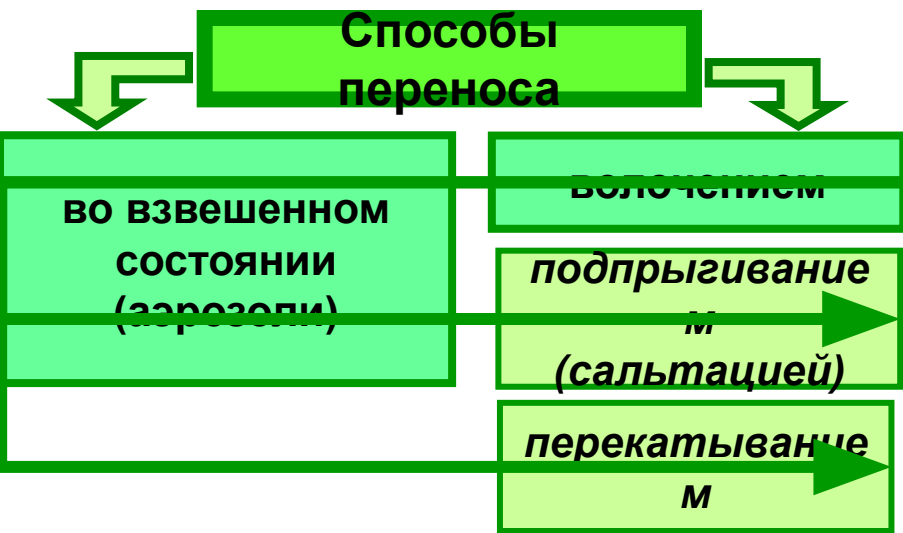 Способы
переноса
во взвешенном
состоянии
(аэрозоли)
волочением
подпрыгивание
м
(сальтацией)
перекатывание
м